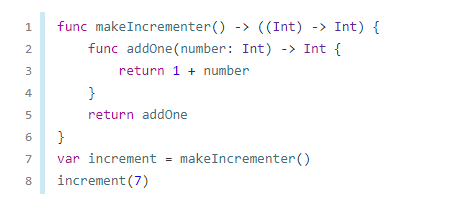 1 func makeIncrementer() -> ((Int) -> Int) {
2     func addOne(number: Int) -> Int {
3         return 1 + number
4     }
5     return addOne
6 }
7 var increment = makeIncrementer()
8 increment(7)